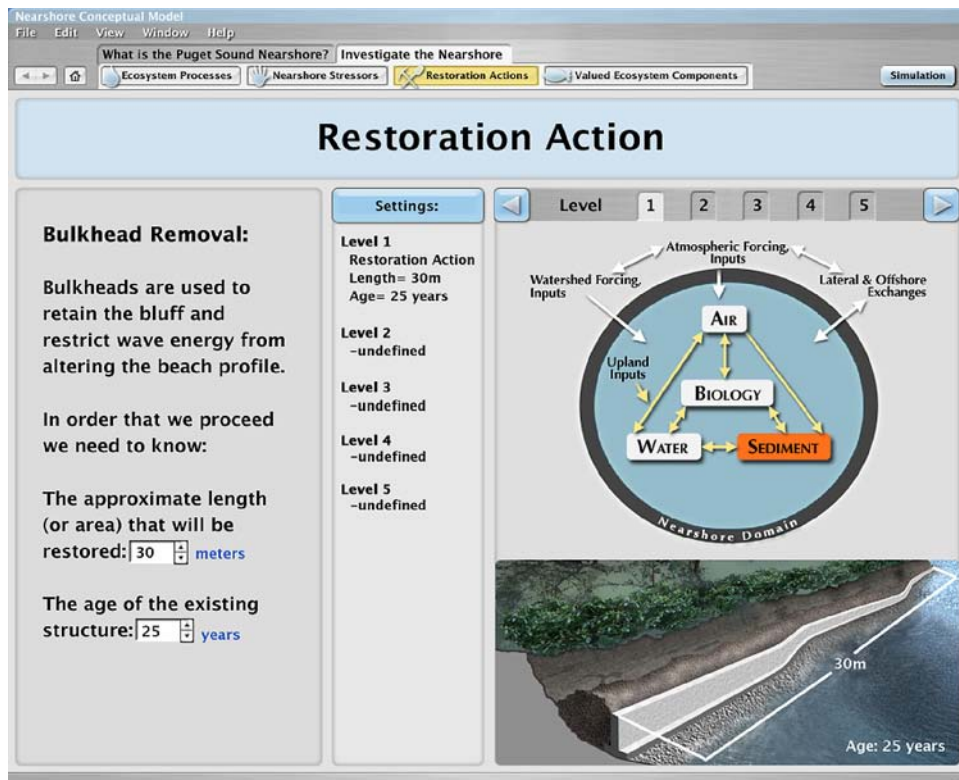 Nearshore Conceptual Model
File Edit View Window Help
What is the Puget Sound Nearshore? Investigate the Nearshore
Ecosystem Processes Nearshore Stressors Restoration Actions Valued Ecosystem Components Simulation
Restoration Action
Bulkhead Removal:
Bulkheads are used to
retain the bluff and
restrict wave energy from
altering the beach profile.
In order that we proceed
we need to know:
The approximate length
(or area) that will be
restored: 30 meters
The age of the existing
structure: 25 years
Settings:
Level 1
Restoration Action
Length= 30m
Age= 25 years
Level 2
-undefined
Level 3
-undefined
Level 4
-undefined
Level 5
-undefined
Level 1 2 3 4 5
Atmospheric Forcing,
Inputs
Watershed Forcing,
Inputs
Lateral & Offshore
Exchanges
AIR
Upland
Inputs
BIOLOGY
WATER SEDIMENT
Nearshore Domain
30m
Age: 25 years